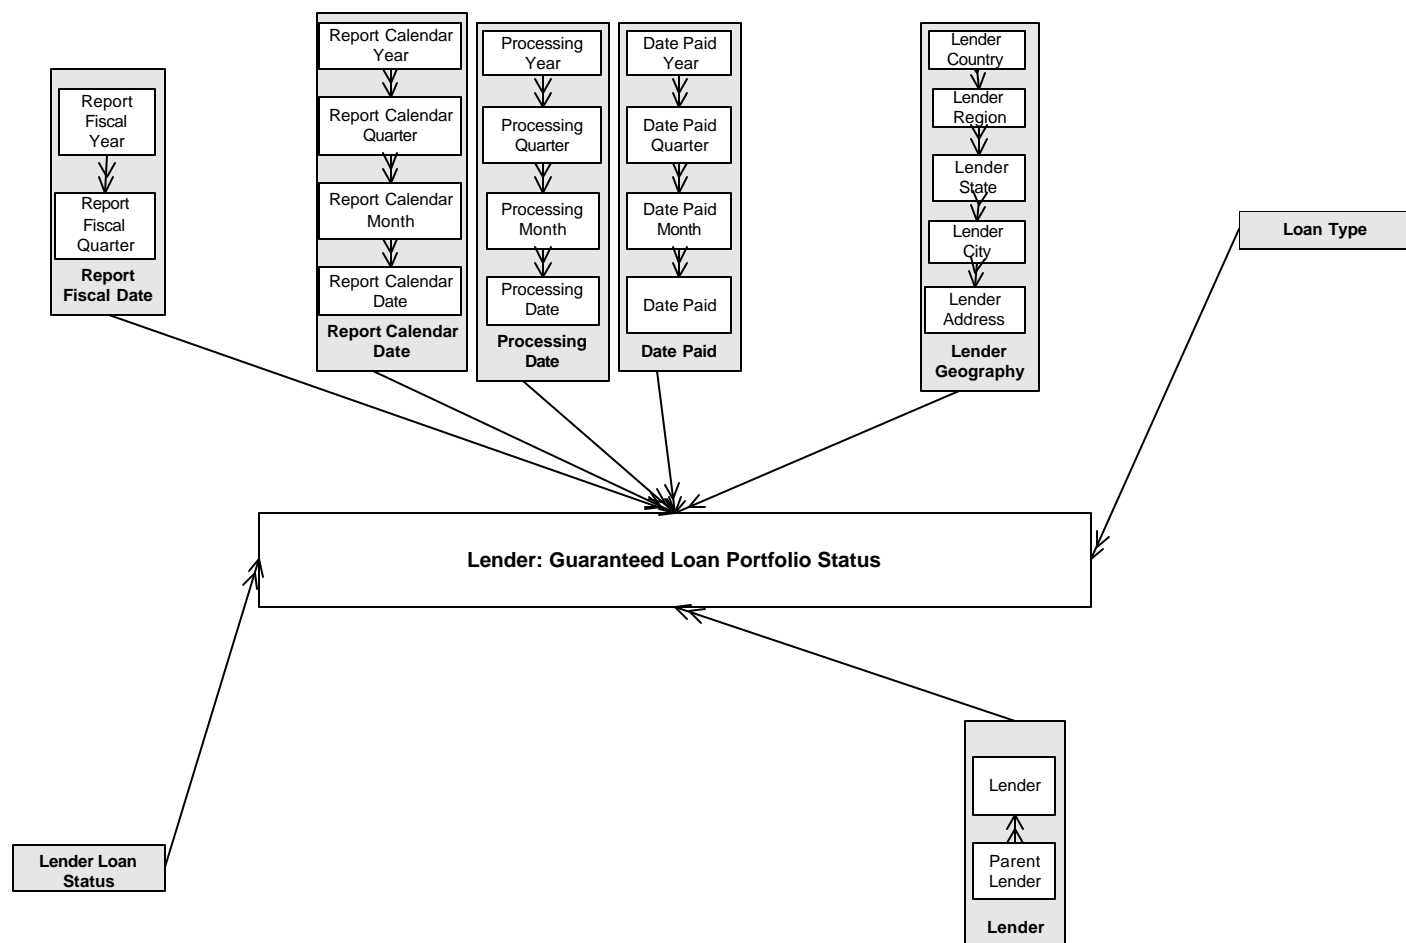 Report
Fiscal
Year
Report
Fiscal
Quarter
Report
Fiscal Date
Report Calendar
Year
Report Calendar
Quarter
Report Calendar
Month
Report Calendar
Date
Report Calendar
Date
Processing
Year
Processing
Quarter
Processing
Month
Processing
Date
Processing
Date
Date Paid
Year
Date Paid
Quarter
Date Paid
Month
Date Paid
Date Paid
Lender
Country
Lender
Region
Lender
State
Lender
City
Lender
Address
Lender
Geography
Loan Type
Lender: Guaranteed Loan Portfolio Status
Lender Loan
Status
Lender
Parent
Lender
Lender